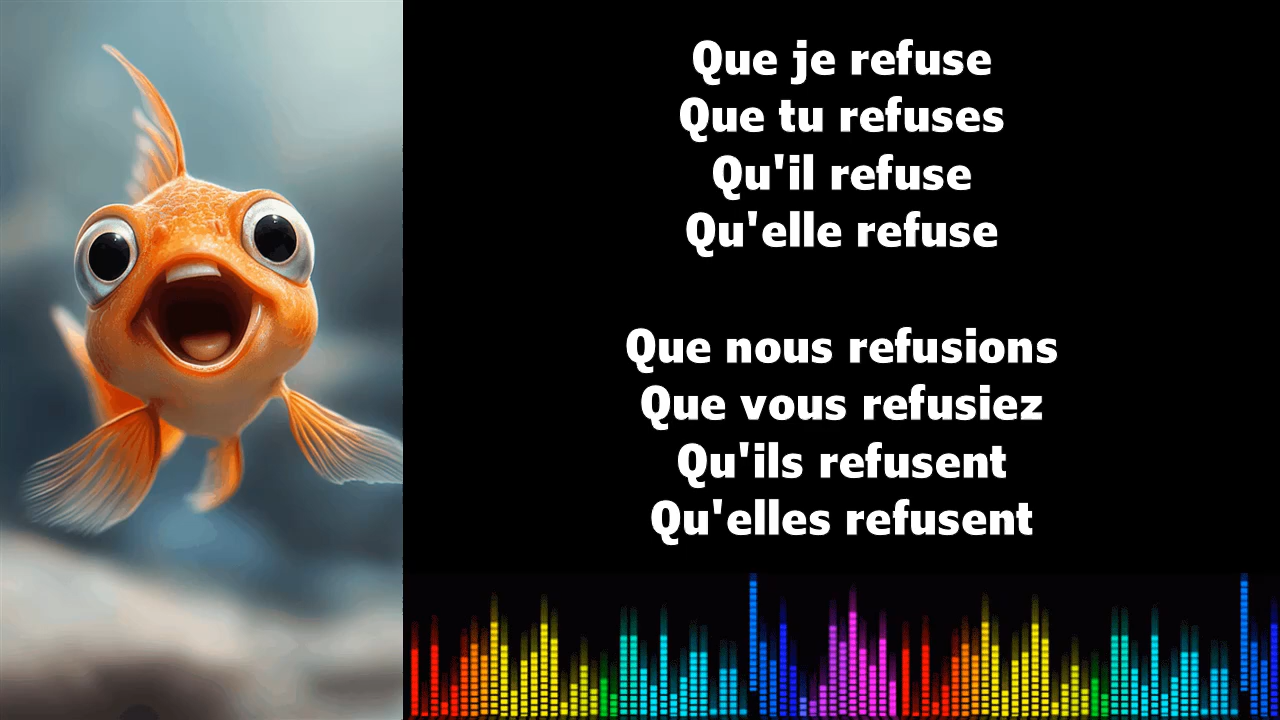 Que je refuse
Que tu refuses
Qu'il refuse
Qu'elle refuse
Que nous refusions
Que vous refusiez
Qu'ils refusent
Qu'elles refusent